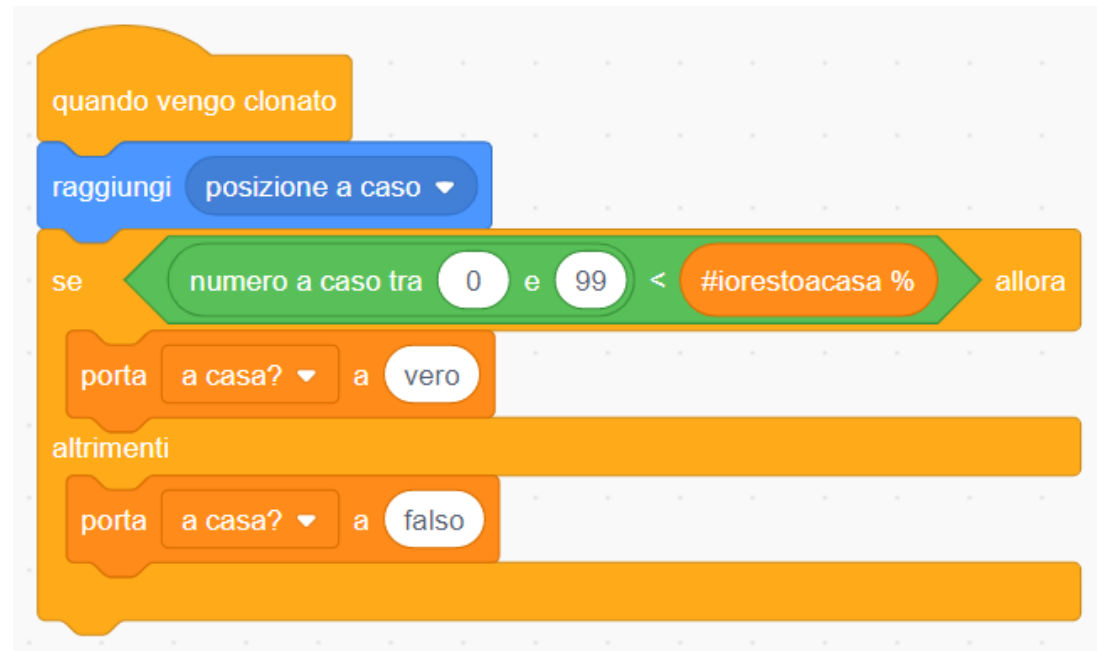 quando vengo clonato
raggiungi posizione a caso
se numero a caso tra 0 e 99 < #iorestoacasa % allora
porta a casa? a vero
altrimenti
porta a casa? a falso